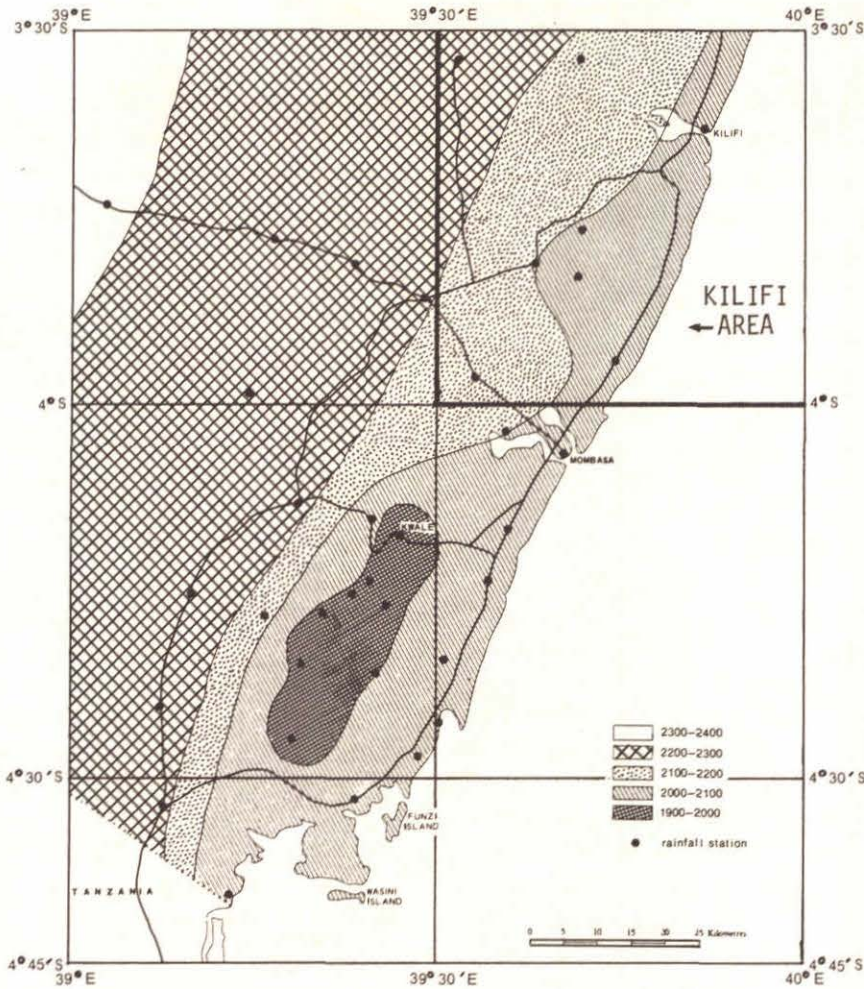 39° E
39° 30′ E
40° E
3° 30′ S
3° 30′ S
KILIFI
KILIFI
← AREA
4° S
4° S
MOMBASA
KWALE
2300–2400
2200–2300
2100–2200
2000–2100
1900–2000
rainfall station
4° 30′ S
4° 30′ S
FUNZI
ISLAND
TANZANIA
WASINI
ISLAND
0 5 10 15 20 25 Kilometres
4° 45′ S
4° 45′ S
39° E
39° 30′ E
40° E